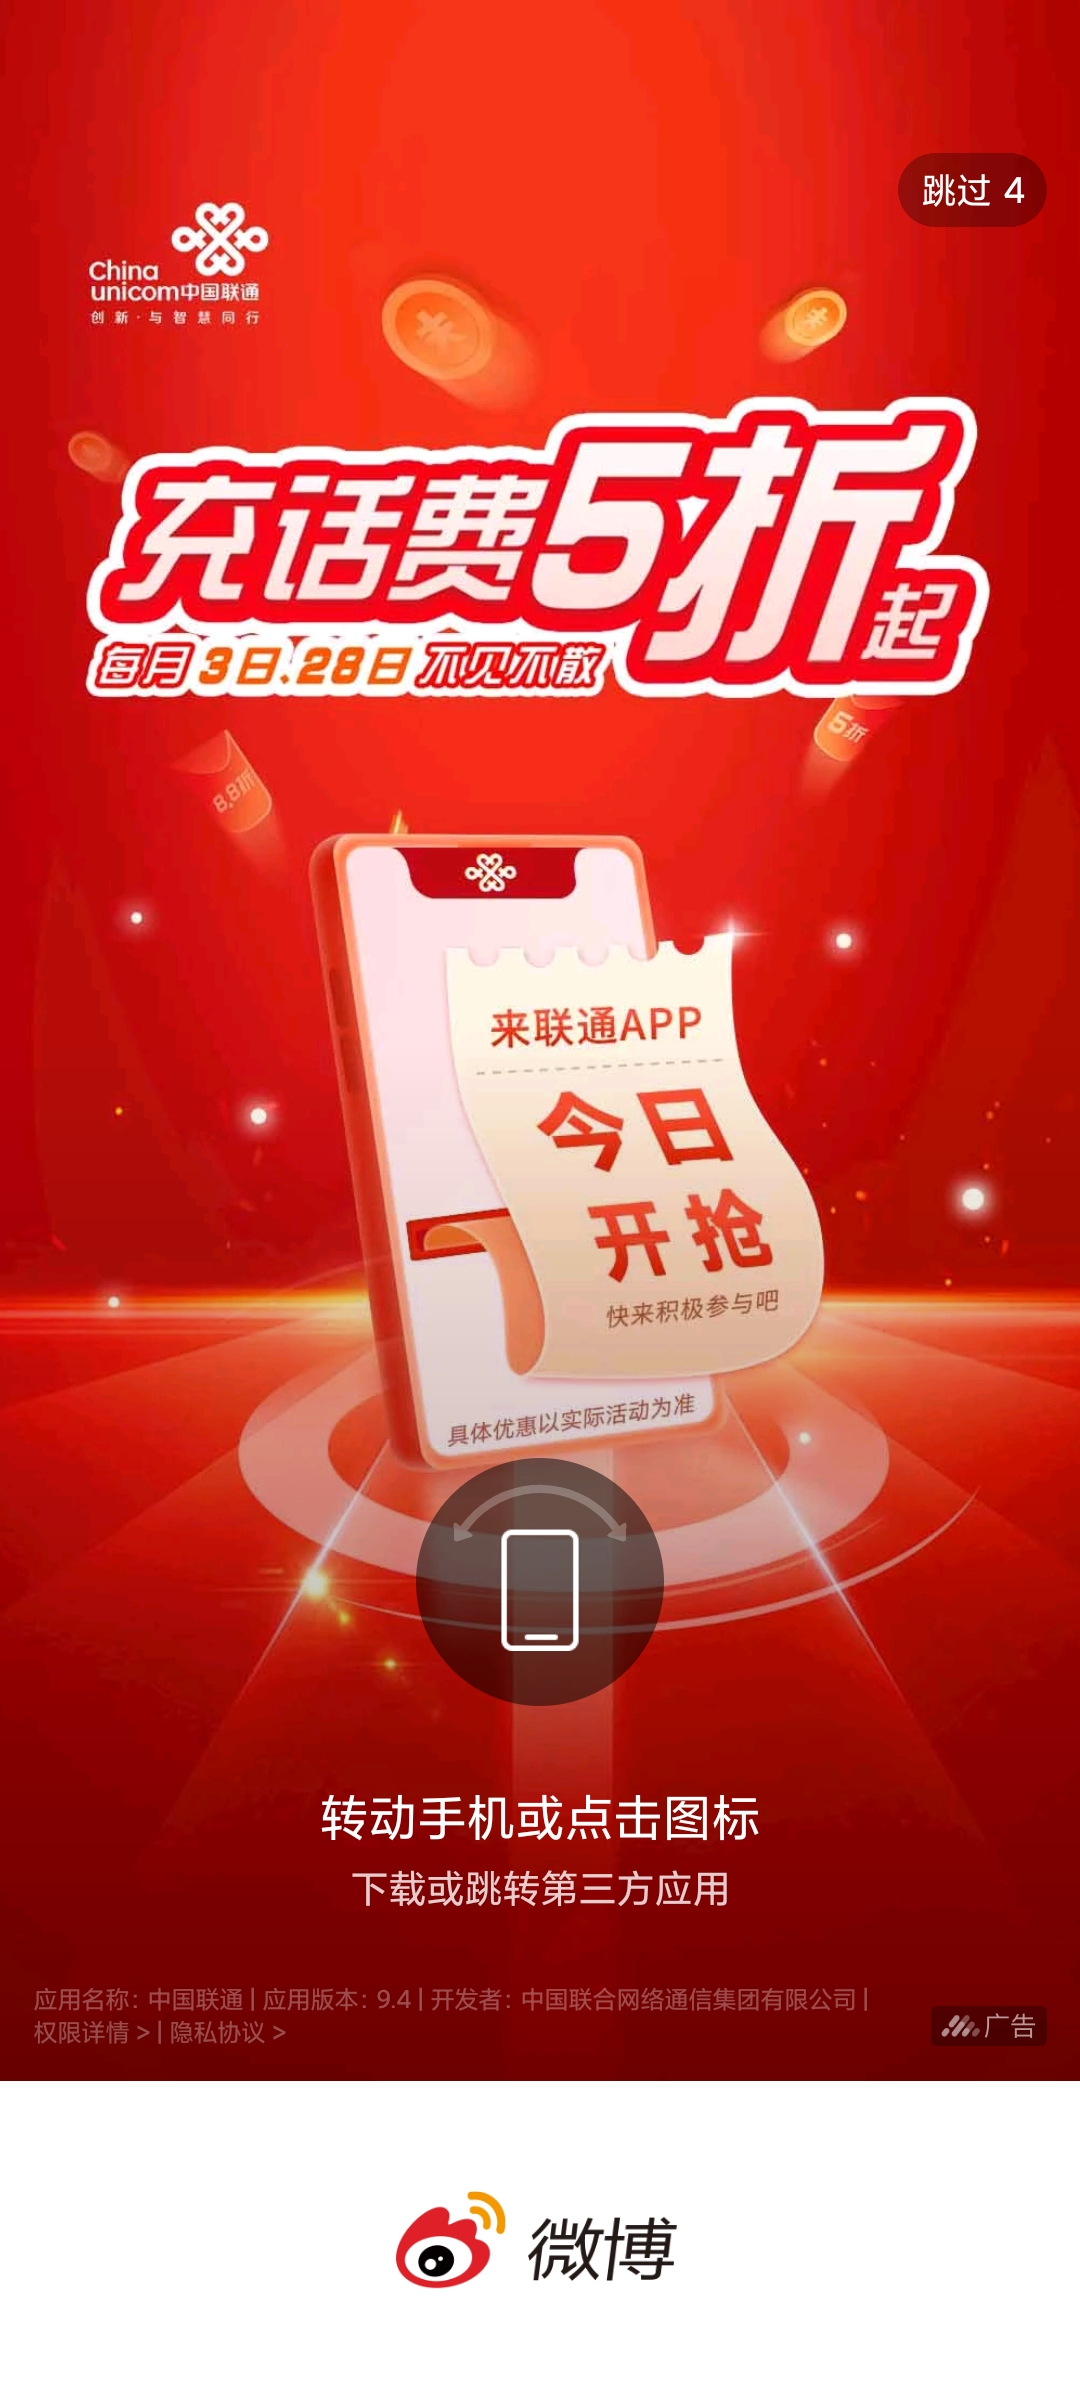 跳过 4
China
unicom中国联通
创新·与智慧同行
充话费5折起
每月3日.28日不见不散
8.8折
5折
来联通APP
今日
开抢
快来积极参与吧
具体优惠以实际活动为准
转动手机或点击图标
下载或跳转第三方应用
应用名称：中国联通 | 应用版本：9.4 | 开发者：中国联合网络通信集团有限公司 |
权限详情 > | 隐私协议 >
广告
微博